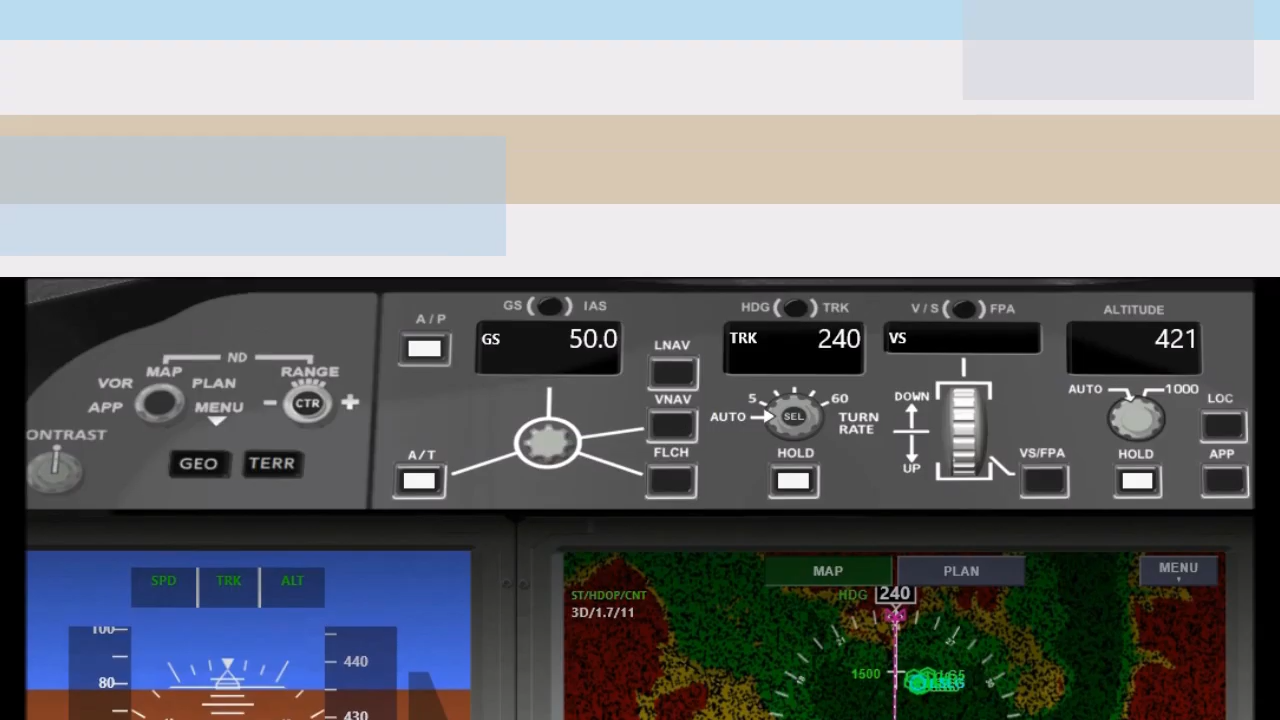 GS IAS
HDG TRK
V/S FPA
ALTITUDE
A/P
GS 50.0
TRK 240
VS
421
LNAV
ND
MAP
RANGE
VOR
PLAN
APP
MENU
CTR
VNAV
AUTO
5
60
SEL
TURN
RATE
DOWN
UP
AUTO
1000
LOC
ONTRAST
GEO
TERR
A/T
FLCH
HOLD
VS/FPA
HOLD
APP
SPD
TRK
ALT
MAP
PLAN
MENU
ST/HDOP/CNT
3D/1.7/11
HDG 240
100
440
80
1500
430